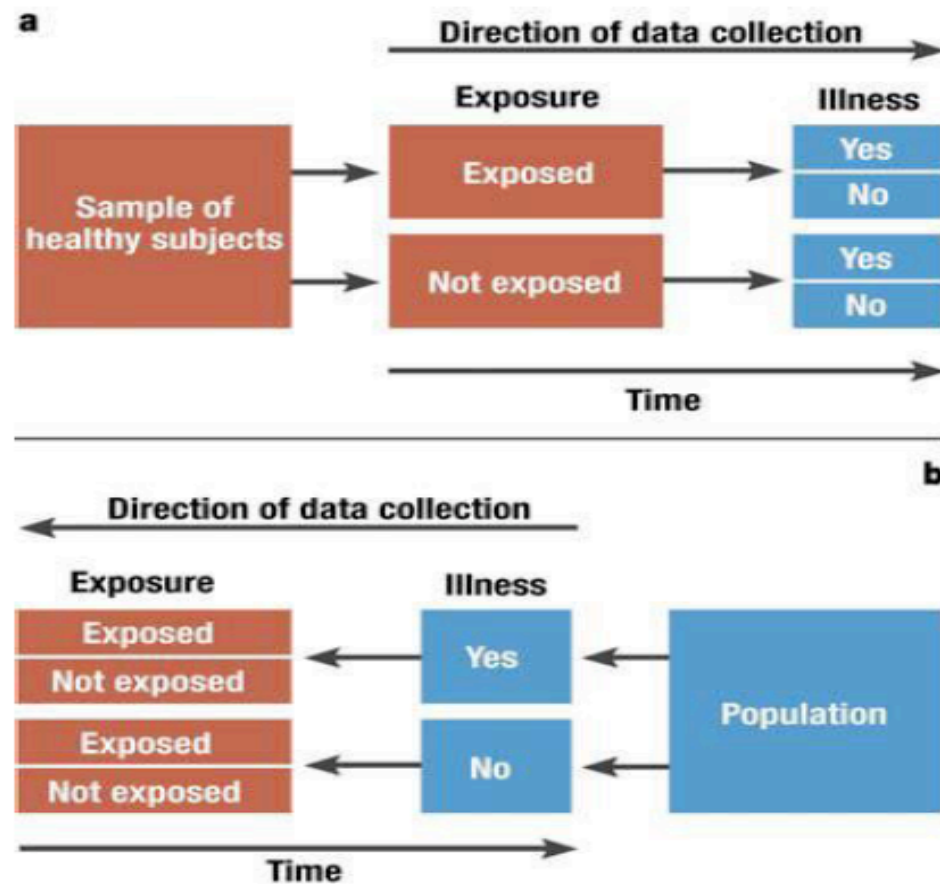 a
Direction of data collection
Exposure
Illness
Sample of
healthy subjects
Exposed
Yes
No
Not exposed
Yes
No
Time
b
Direction of data collection
Exposure
Illness
Exposed
Not exposed
Yes
Population
Exposed
Not exposed
No
Time